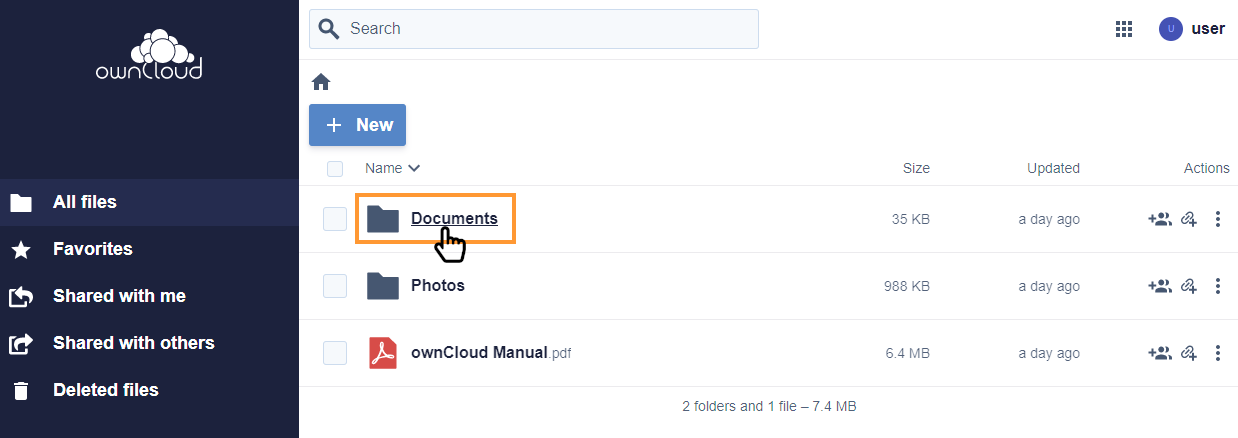 ownCloud
Search
U user
+ New
Name Size Updated Actions
All files
Documents 35 KB a day ago
Favorites
Photos 988 KB a day ago
Shared with me
Shared with others
ownCloud Manual.pdf 6.4 MB a day ago
Deleted files
2 folders and 1 file – 7.4 MB